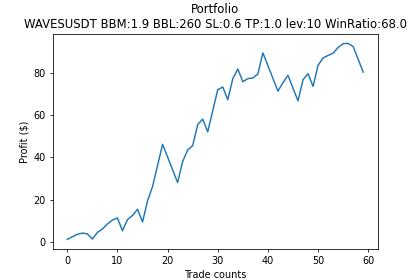 Portfolio
WAVESUSDT BBM:1.9 BBL:260 SL:0.6 TP:1.0 lev:10 WinRatio:68.0
Profit ($)
80
60
40
20
0
0 10 20 30 40 50 60
Trade counts